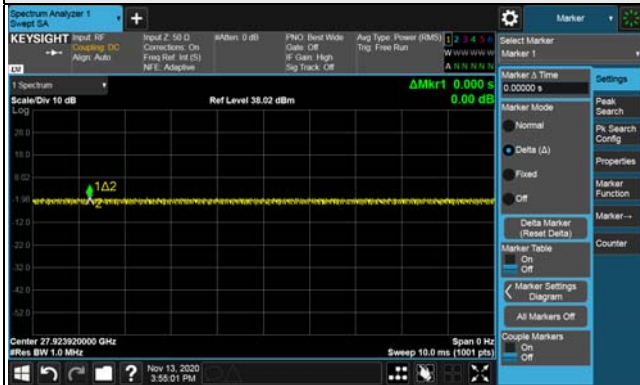 Spectrum Analyzer 1
Swept SA
Marker
KEYSIGHT
Input: RF
Coupling: DC
Align: Auto
Input Z: 50 Ω
Corrections: On
Freq Ref: Int (S)
NFE: Adaptive
#Atten: 0 dB
PNO: Best Wide
Gate: Off
IF Gain: High
Sig Track: Off
Avg Type: Power (RMS)
Trig: Free Run
1 2 3 4 5 6
W W W W W W
A N N N N N
Select Marker
Marker 1
1 Spectrum
Scale/Div 10 dB
Ref Level 38.02 dBm
ΔMkr1 0.000 s
0.00 dB
Log
28.0
18.0
8.02
-1.98
-12.0
-22.0
-32.0
-42.0
-52.0
1Δ2
2
Center 27.923920000 GHz
#Res BW 1.0 MHz
Span 0 Hz
Sweep 10.0 ms (1001 pts)
Marker Δ Time
0.00000 s
Marker Mode
Normal
Delta (Δ)
Fixed
Off
Delta Marker
(Reset Delta)
Marker Table
On
Off
Marker Settings
Diagram
All Markers Off
Couple Markers
On
Off
Settings
Peak
Search
Pk Search
Config
Properties
Marker
Function
Marker→
Counter
?
Nov 13, 2020
3:55:01 PM